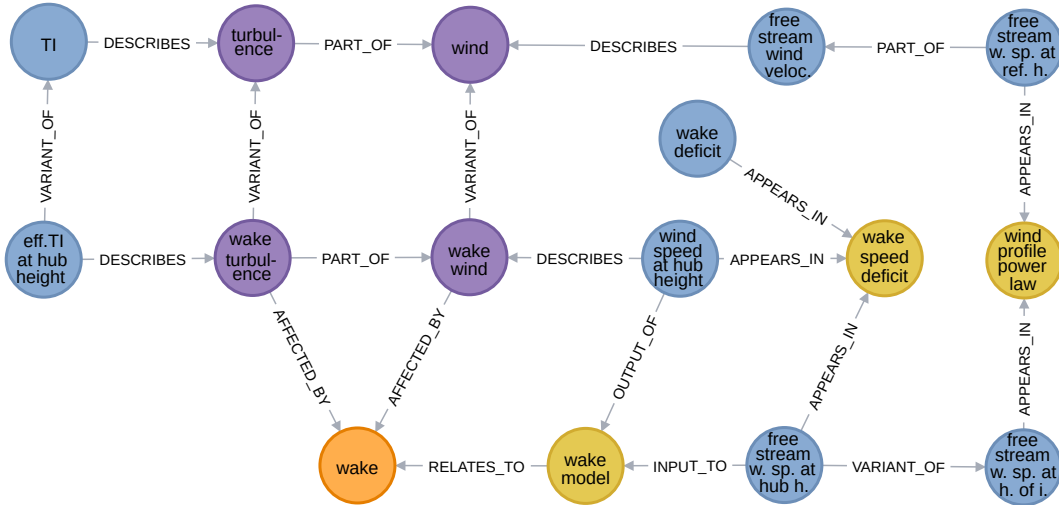 TI
DESCRIBES
turbul-
ence
PART_OF
wind
DESCRIBES
free
stream
wind
veloc.
PART_OF
free
stream
w. sp. at
ref. h.
VARIANT_OF
VARIANT_OF
VARIANT_OF
wake
deficit
APPEARS_IN
APPEARS_IN
eff.TI
at hub
height
DESCRIBES
wake
turbul-
ence
PART_OF
wake
wind
DESCRIBES
wind
speed
at hub
height
APPEARS_IN
wake
speed
deficit
wind
profile
power
law
AFFECTED_BY
AFFECTED_BY
OUTPUT_OF
APPEARS_IN
APPEARS_IN
wake
RELATES_TO
wake
model
INPUT_TO
free
stream
w. sp. at
hub h.
VARIANT_OF
free
stream
w. sp. at
h. of i.